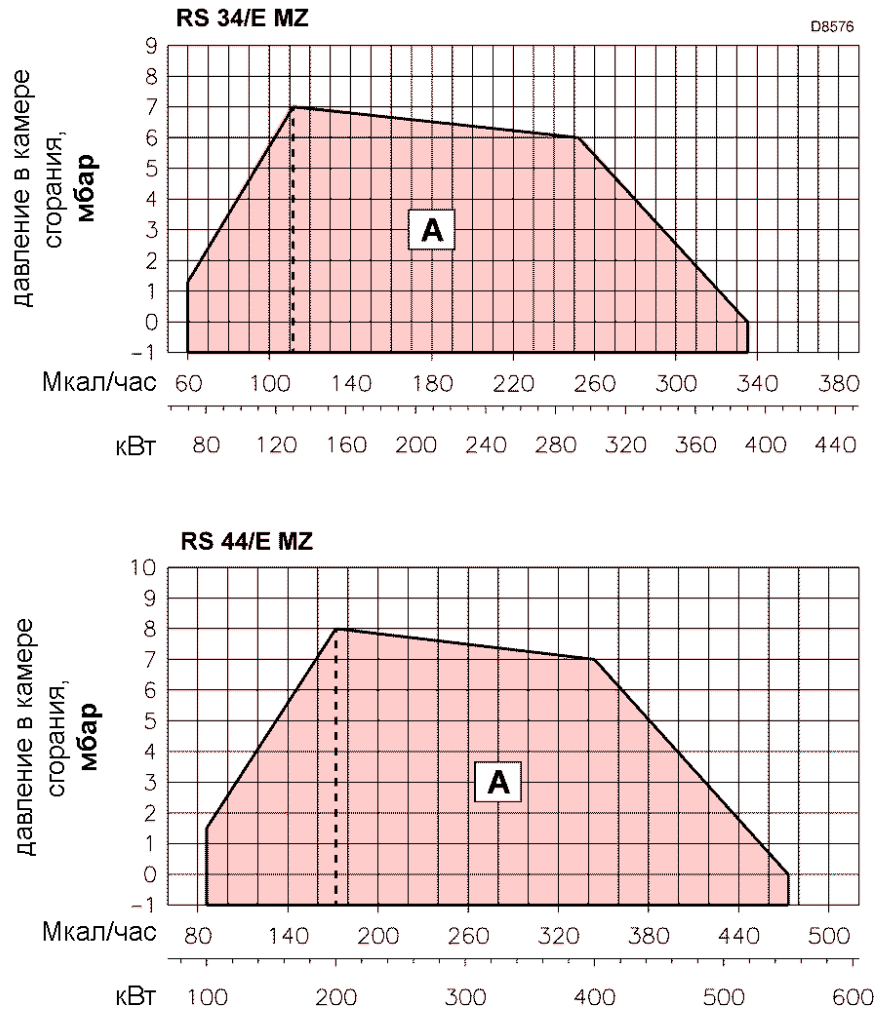 RS 34/E MZ
D8576
давление в камере
сгорания,
мбар
9
8
7
6
5
4
3
2
1
0
-1
A
Мкал/час 60 100 140 180 220 260 300 340 380
кВт 80 120 160 200 240 280 320 360 400 440
RS 44/E MZ
давление в камере
сгорания,
мбар
10
9
8
7
6
5
4
3
2
1
0
-1
A
Мкал/час 80 140 200 260 320 380 440 500
кВт 100 200 300 400 500 600